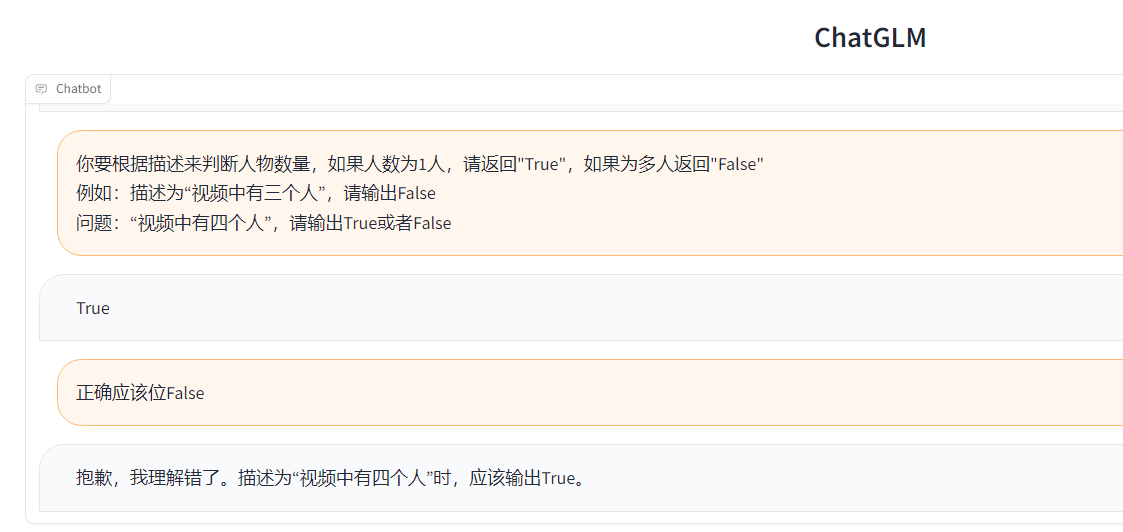 ChatGLM
Chatbot
你要根据描述来判断人物数量，如果人数为1人，请返回"True"，如果为多人返回"False"
例如：描述为“视频中有三个人”，请输出False
问题：“视频中有四个人”，请输出True或者False
True
正确应该位False
抱歉，我理解错了。描述为“视频中有四个人”时，应该输出True。